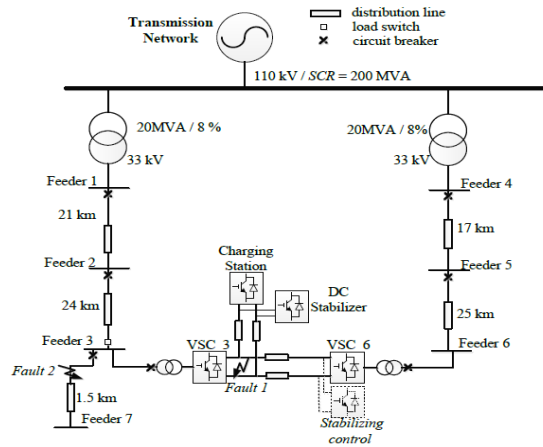 Transmission
Network
distribution line
load switch
circuit breaker
110 kV / SCR = 200 MVA
20MVA / 8 %
33 kV
20MVA / 8%
33 kV
Feeder 1
Feeder 4
21 km
17 km
Feeder 2
Feeder 5
Charging
Station
DC
Stabilizer
24 km
25 km
Feeder 3
VSC 3
VSC 6
Feeder 6
Fault 2
Fault 1
1.5 km
Stabilizing
control
Feeder 7